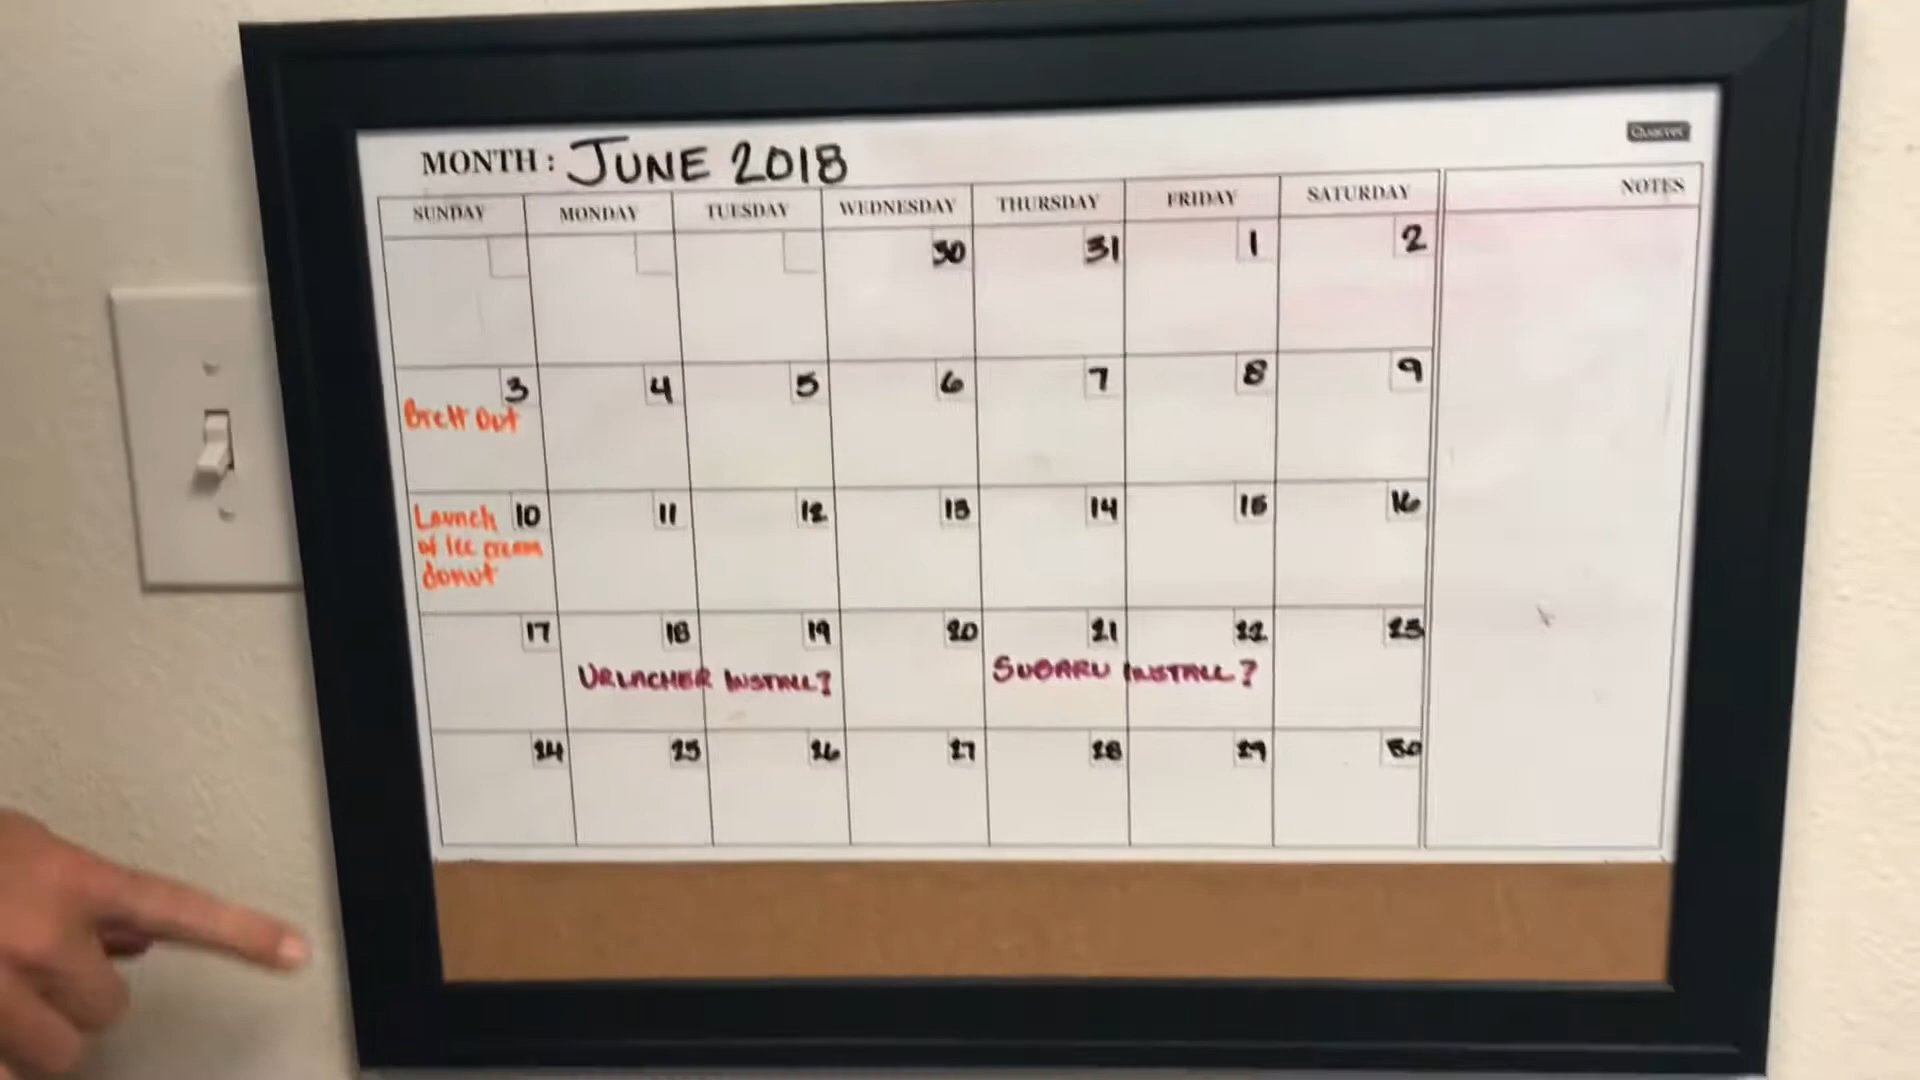 MONTH: JUNE 2018
SUNDAY MONDAY TUESDAY WEDNESDAY THURSDAY FRIDAY SATURDAY NOTES
30 31 1 2
3 4 5 6 7 8 9
Brett Out
Launch 10 11 12 13 14 15 16
of Ice cream
donut
17 18 19 20 21 22 23
URLACHER INSTALL? SUBARU INSTALL?
24 25 26 27 28 29 30